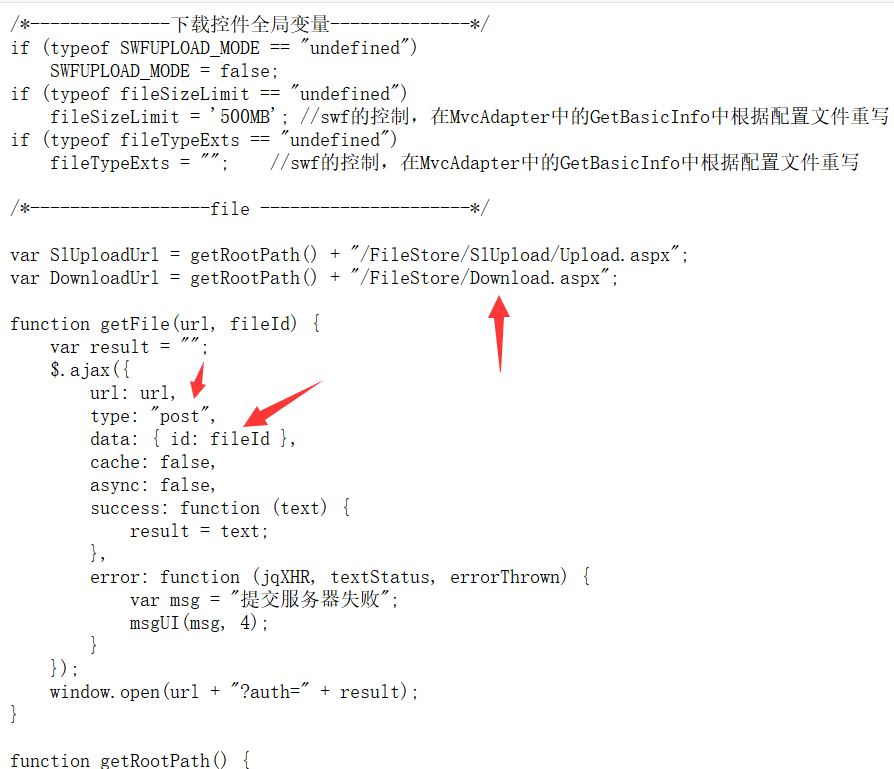 /*--------------下载控件全局变量--------------*/
if (typeof SWFUPLOAD_MODE == "undefined")
    SWFUPLOAD_MODE = false;
if (typeof fileSizeLimit == "undefined")
    fileSizeLimit = '500MB'; //swf的控制，在MvcAdapter中的GetBasicInfo中根据配置文件重写
if (typeof fileTypeExts == "undefined")
    fileTypeExts = "";    //swf的控制，在MvcAdapter中的GetBasicInfo中根据配置文件重写
/*------------------file ---------------------*/
var SlUploadUrl = getRootPath() + "/FileStore/SlUpload/Upload.aspx";
var DownloadUrl = getRootPath() + "/FileStore/Download.aspx";
function getFile(url, fileId) {
    var result = "";
    $.ajax({
        url: url,
        type: "post",
        data: { id: fileId },
        cache: false,
        async: false,
        success: function (text) {
            result = text;
        },
        error: function (jqXHR, textStatus, errorThrown) {
            var msg = "提交服务器失败";
            msgUI(msg, 4);
        }
    });
    window.open(url + "?auth=" + result);
}
function getRootPath() {